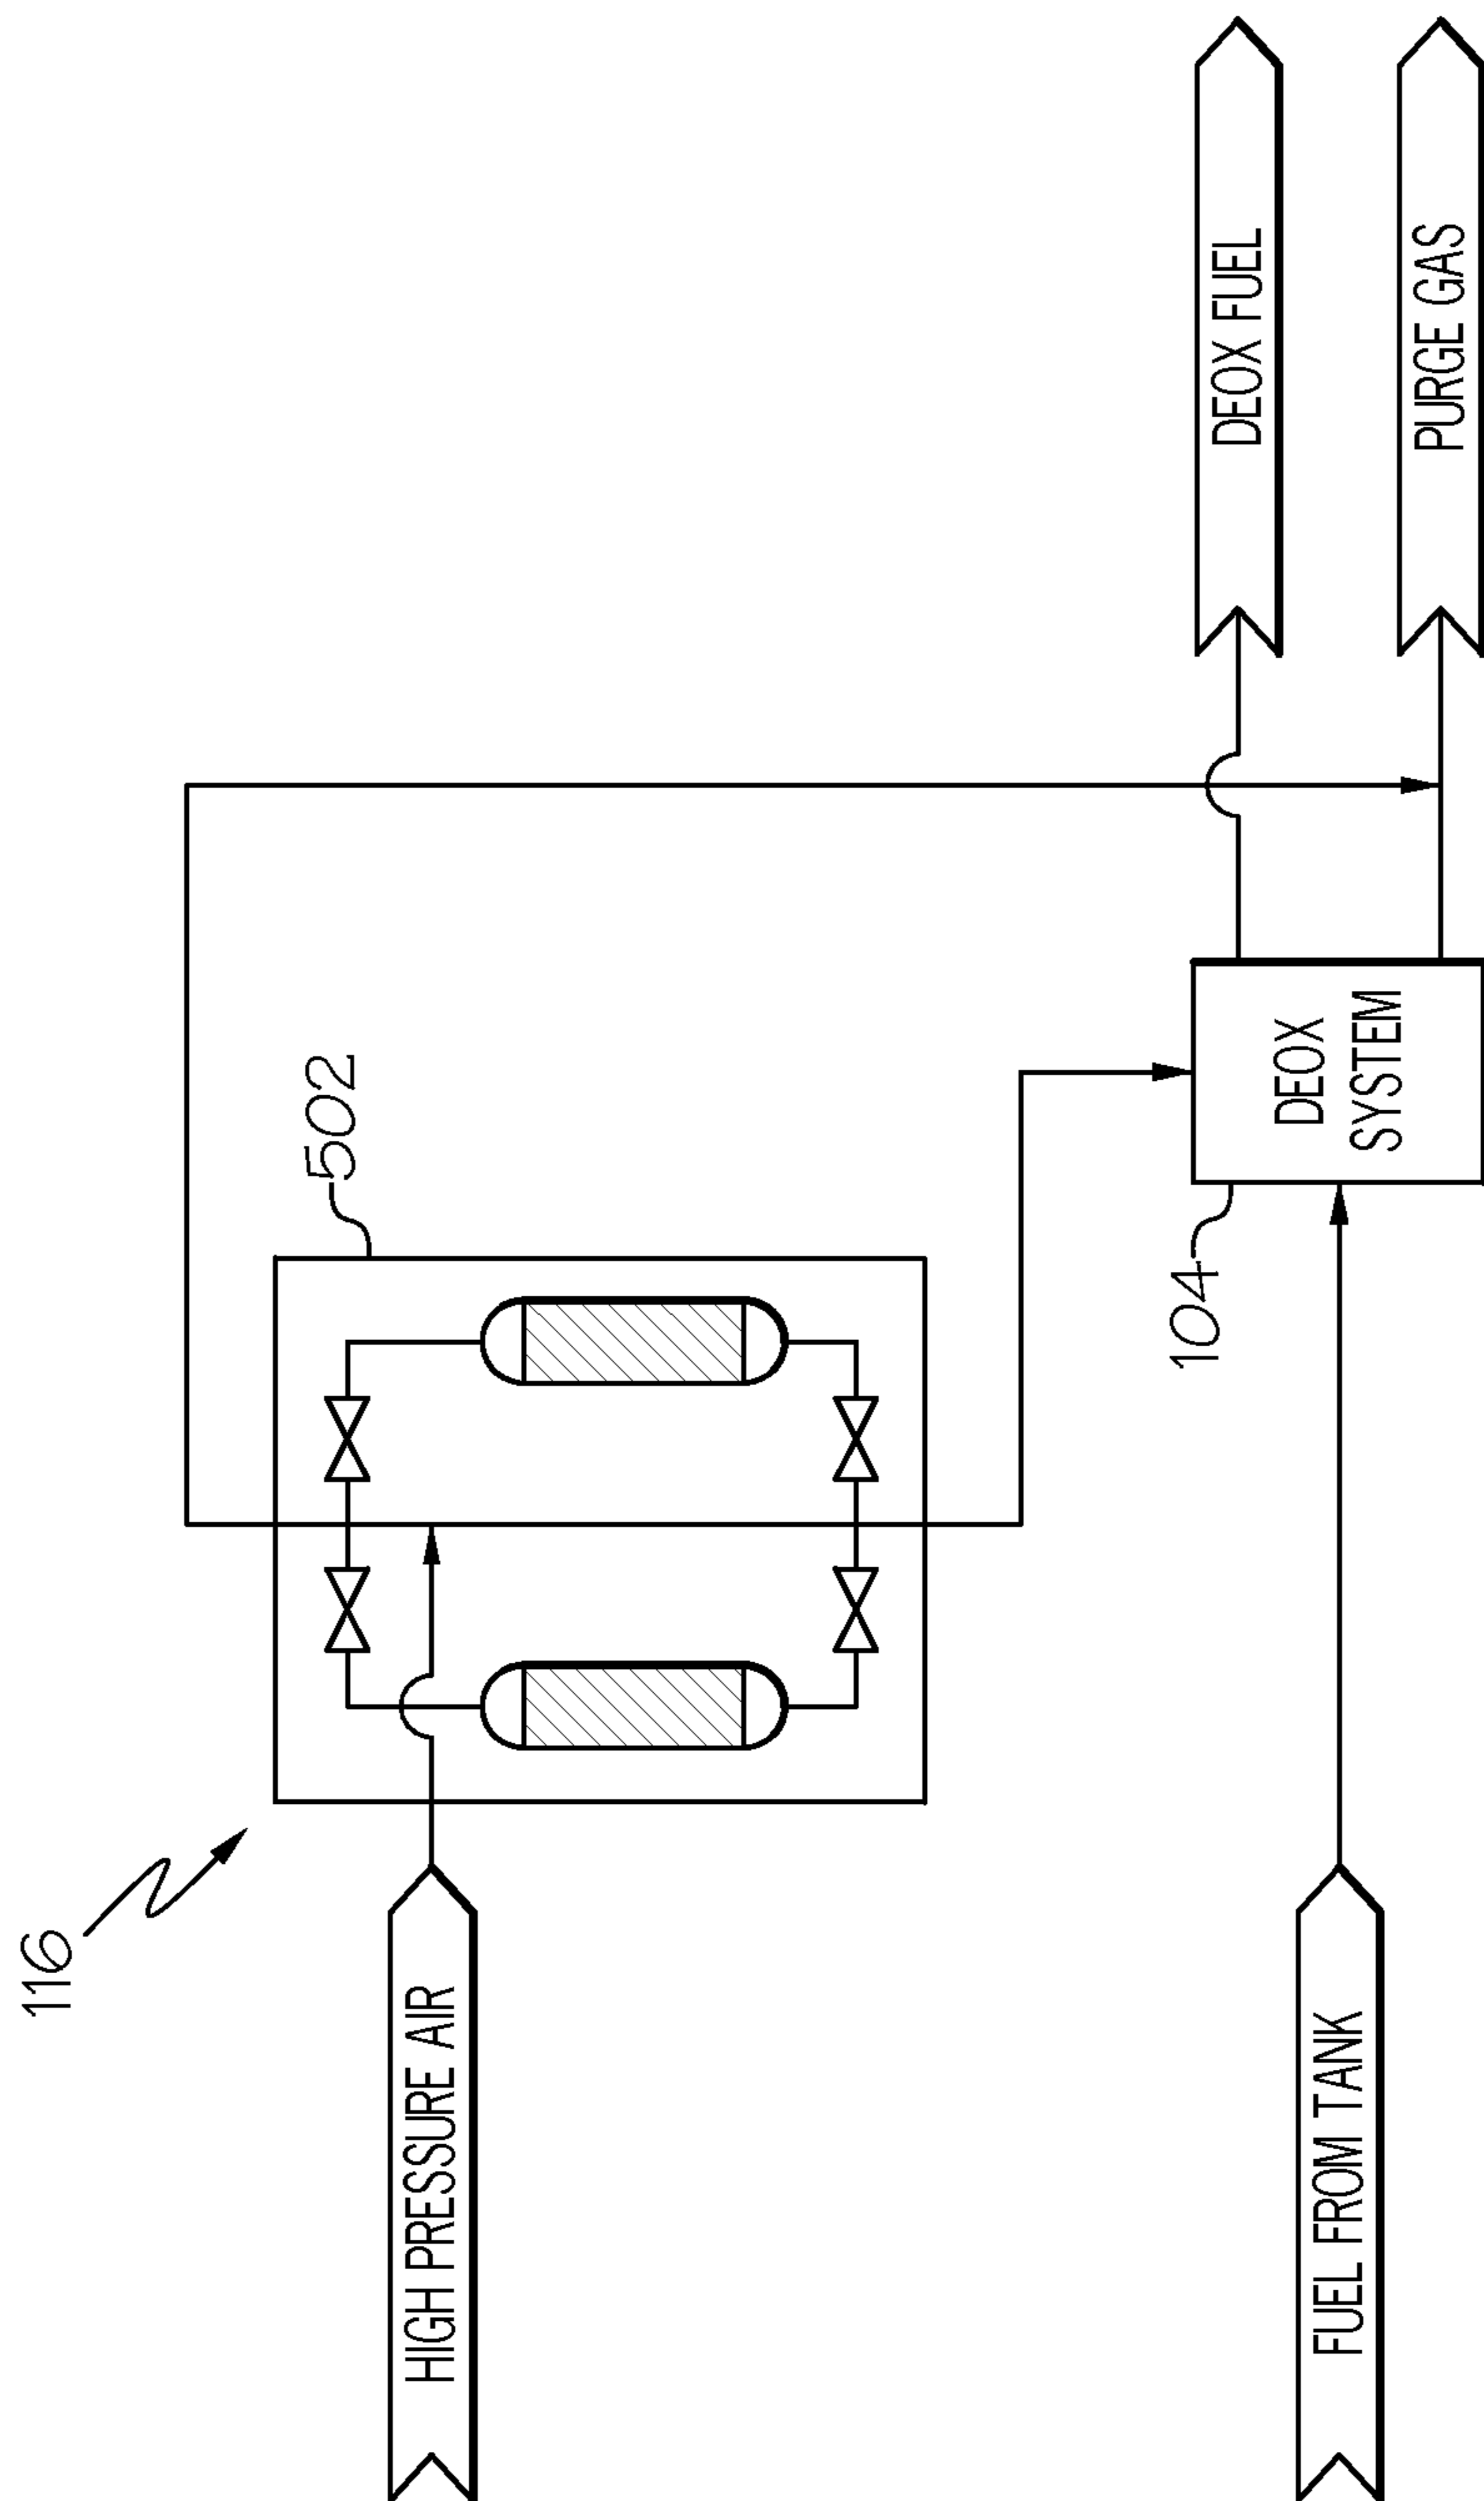 116
502
HIGH PRESSURE AIR
104
DEOX
SYSTEM
DEOX FUEL
FUEL FROM TANK
PURGE GAS